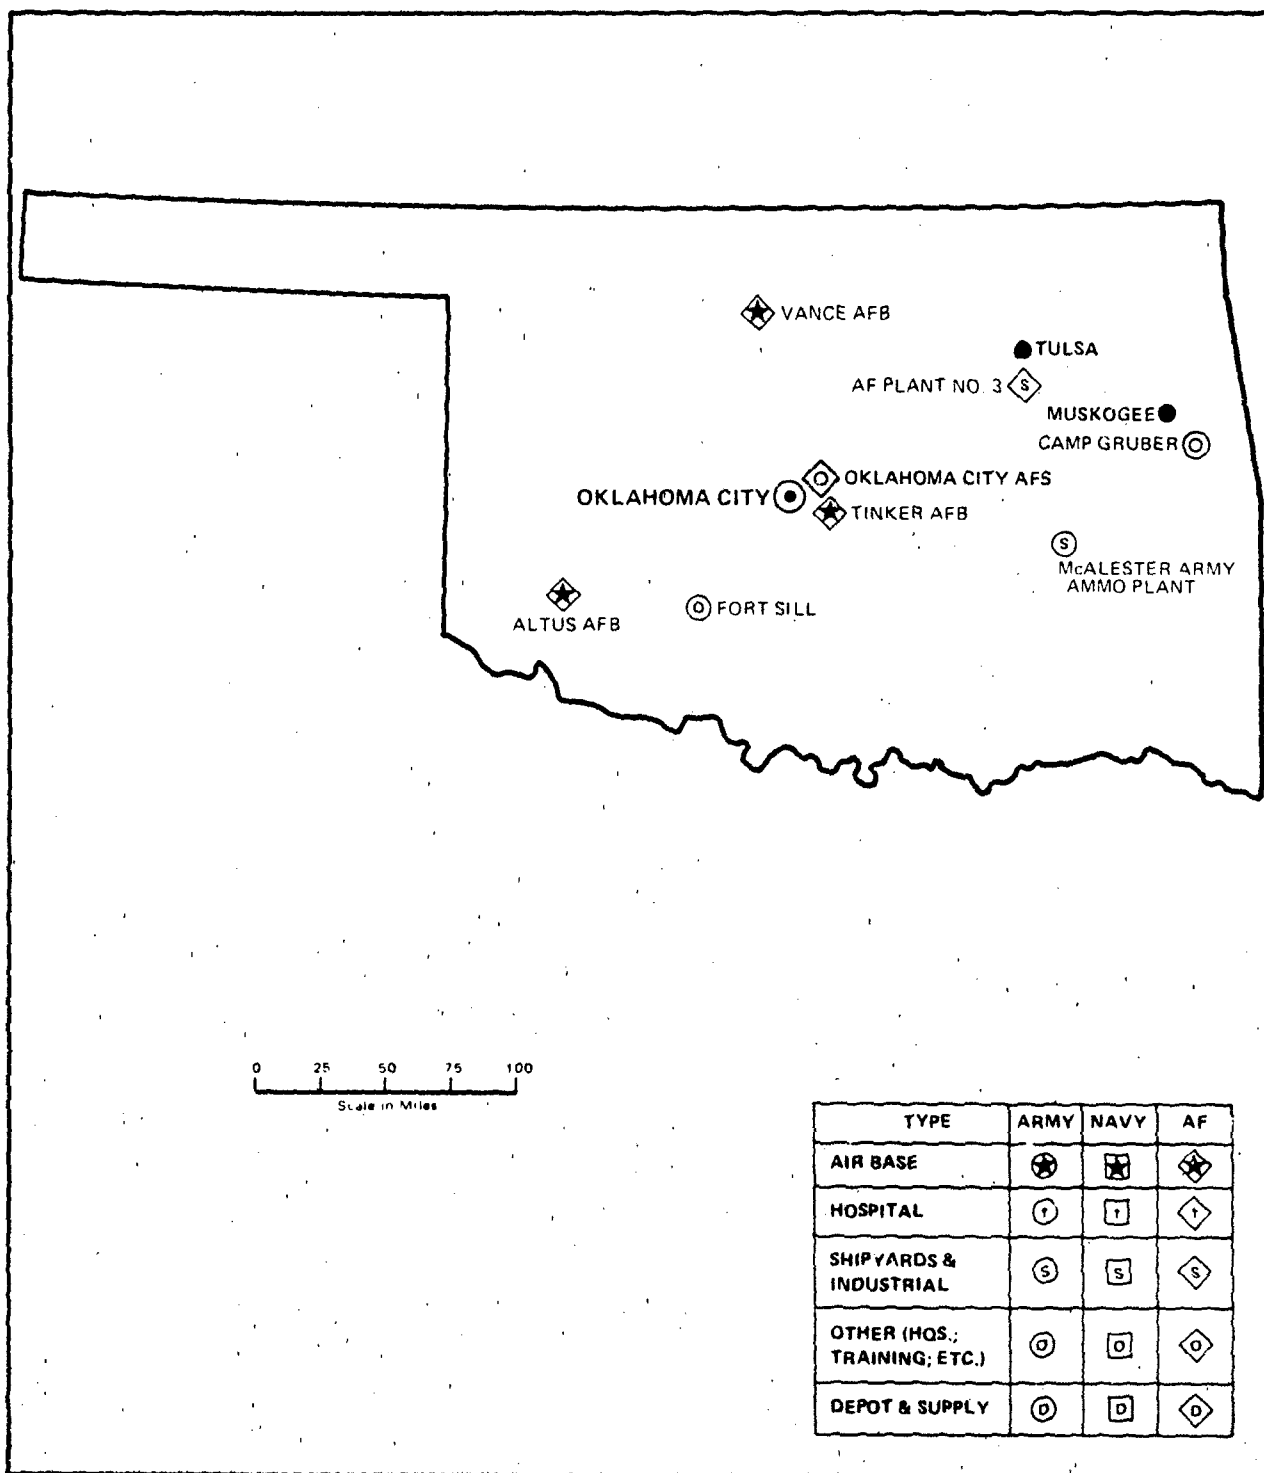 VANCE AFB
TULSA
AF PLANT NO. 3
S
MUSKOGEE
CAMP GRUBER
O
O
OKLAHOMA CITY AFS
OKLAHOMA CITY
TINKER AFB
S
McALESTER ARMY
AMMO PLANT
ALTUS AFB
O
FORT SILL
0 25 50 75 100
Scale in Miles
TYPE ARMY NAVY AF
AIR BASE
HOSPITAL
SHIPYARDS &
INDUSTRIAL
S S S
OTHER (HQS.;
TRAINING; ETC.)
O O O
DEPOT & SUPPLY
D D D